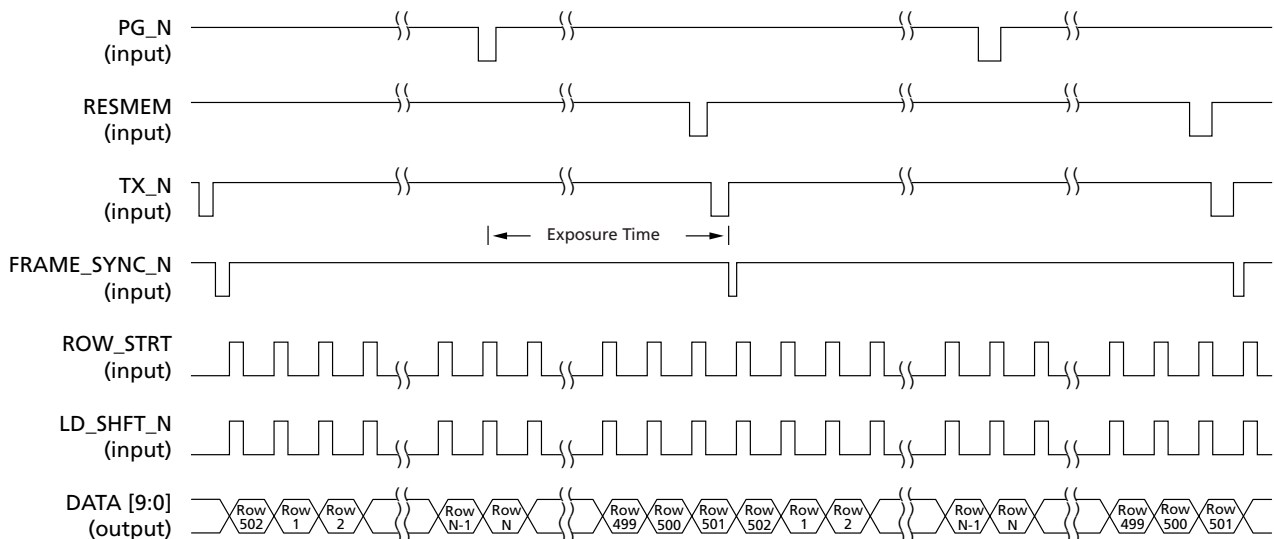 PG_N
(input)
RESMEM
(input)
TX_N
(input)
Exposure Time
FRAME_SYNC_N
(input)
ROW_STRT
(input)
LD_SHFT_N
(input)
DATA [9:0]
(output)
Row 502
Row 1
Row 2
Row N-1
Row N
Row 499
Row 500
Row 501
Row 502
Row 1
Row 2
Row N-1
Row N
Row 499
Row 500
Row 501